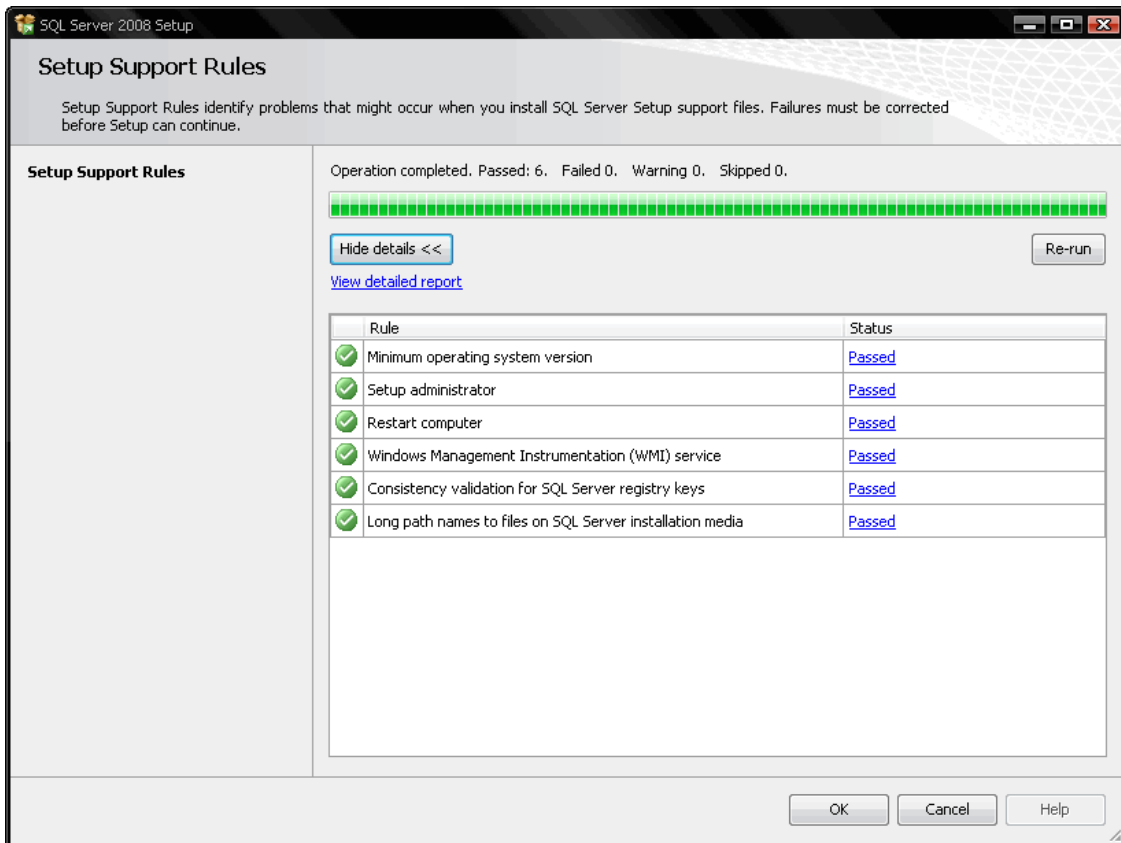 SQL Server 2008 Setup
Setup Support Rules
Setup Support Rules identify problems that might occur when you install SQL Server Setup support files. Failures must be corrected
before Setup can continue.
Setup Support Rules
Operation completed. Passed: 6.   Failed 0.   Warning 0.   Skipped 0.
Hide details <<
Re-run
View detailed report
Rule Status
Minimum operating system version Passed
Setup administrator Passed
Restart computer Passed
Windows Management Instrumentation (WMI) service Passed
Consistency validation for SQL Server registry keys Passed
Long path names to files on SQL Server installation media Passed
OK Cancel Help